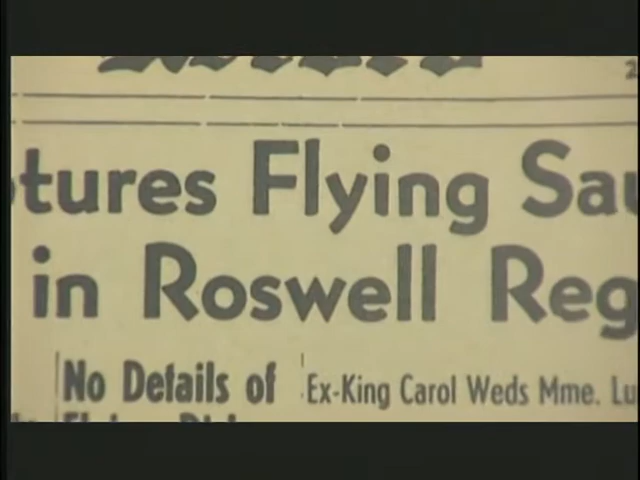 tures Flying Sau
in Roswell Reg
No Details of
Ex-King Carol Weds Mme. Lu